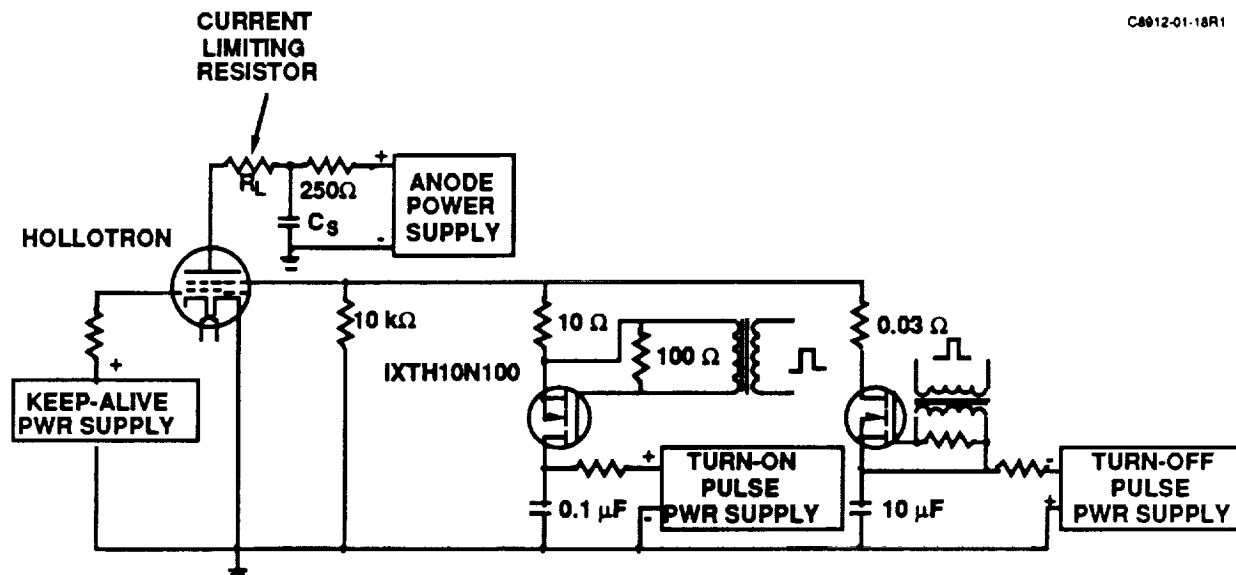 C8912-01-18R1
CURRENT
LIMITING
RESISTOR
RL
250Ω
+
CS
-
ANODE
POWER
SUPPLY
HOLLOTRON
10 kΩ
10 Ω
0.03 Ω
100 Ω
IXTH10N100
+
KEEP-ALIVE
PWR SUPPLY
+
-
TURN-ON
PULSE
PWR SUPPLY
0.1 μF
10 μF
-
+
TURN-OFF
PULSE
PWR SUPPLY